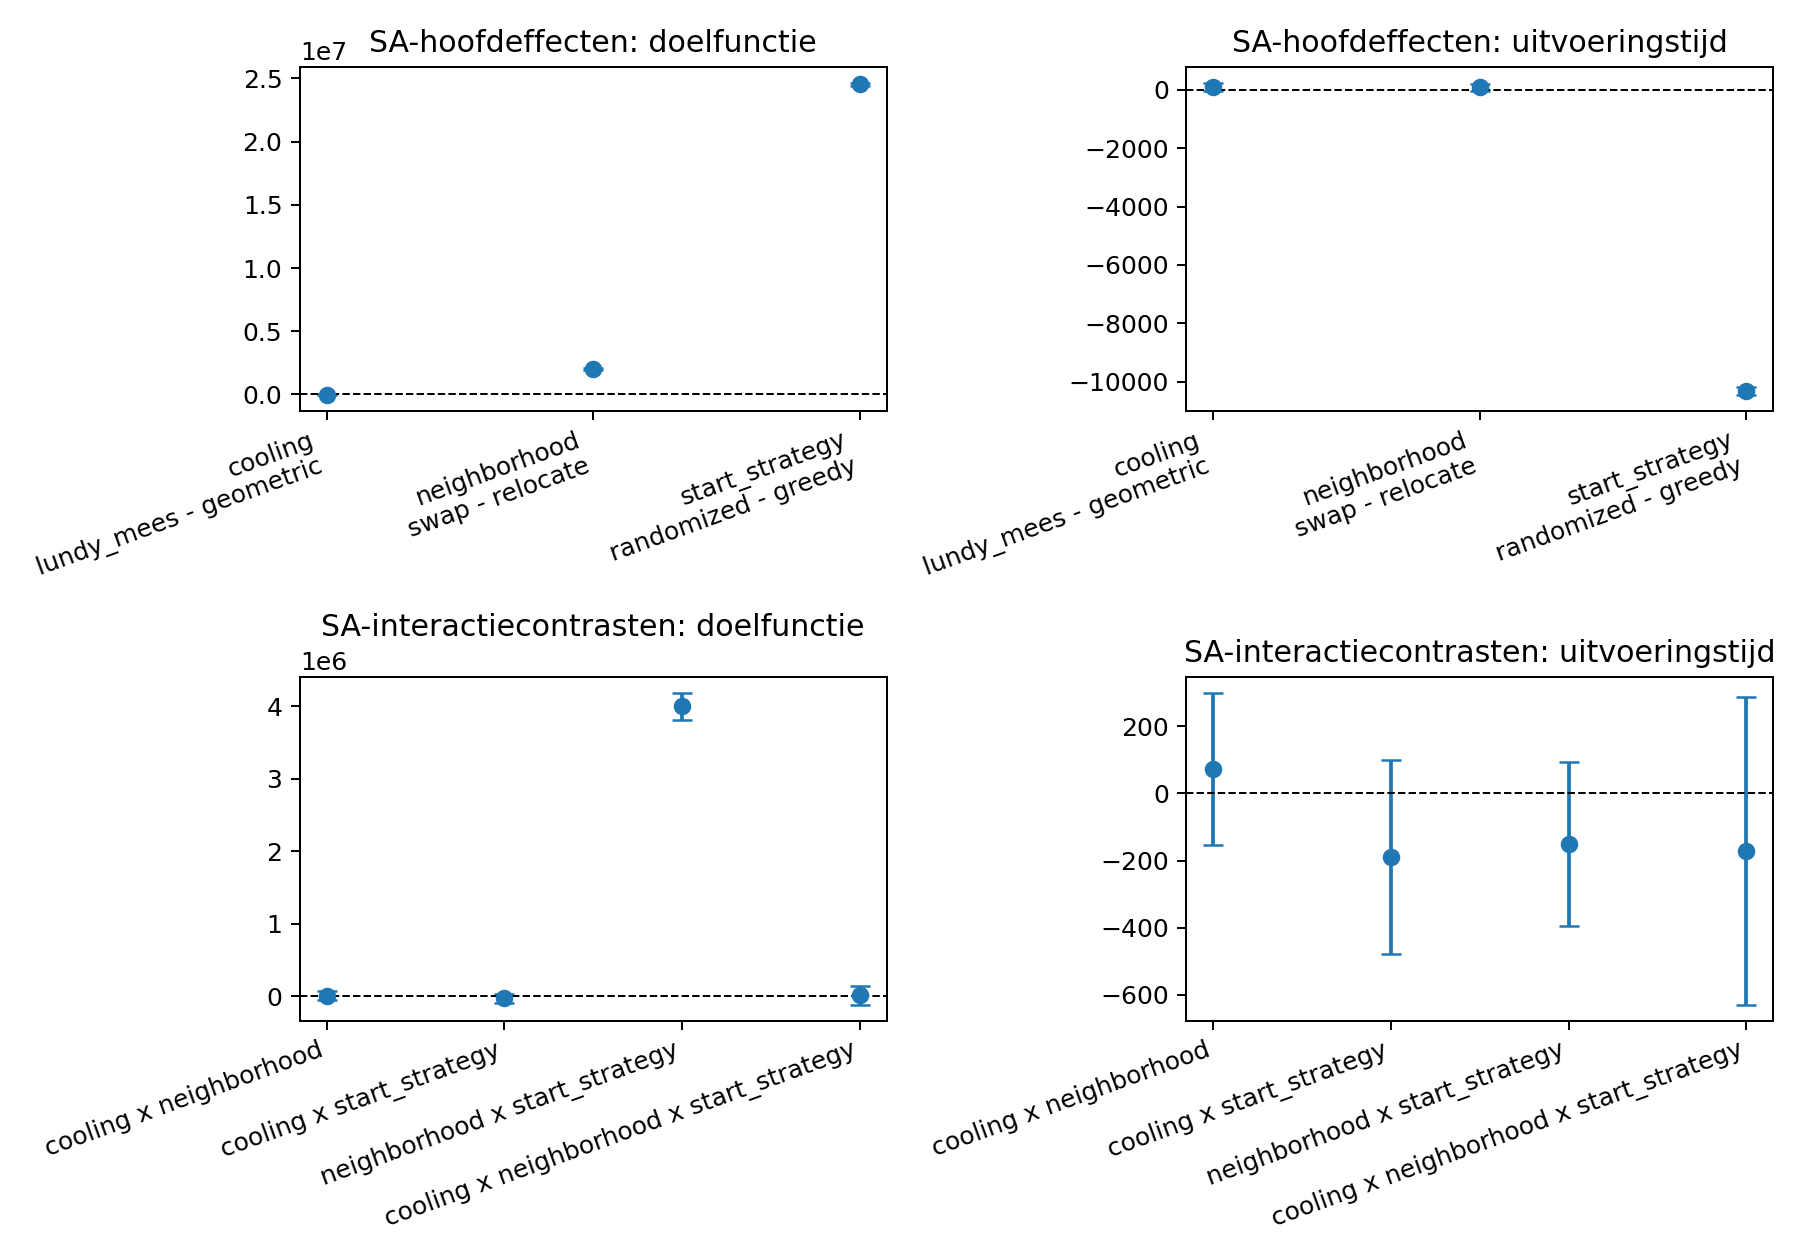 SA-hoofdeffecten: doelfunctie
1e7
2.5
2.0
1.5
1.0
0.5
0.0
cooling
lundy_mees - geometric
neighborhood
swap - relocate
start_strategy
randomized - greedy
SA-hoofdeffecten: uitvoeringstijd
0
−2000
−4000
−6000
−8000
−10000
cooling
lundy_mees - geometric
neighborhood
swap - relocate
start_strategy
randomized - greedy
SA-interactiecontrasten: doelfunctie
1e6
4
3
2
1
0
cooling x neighborhood
cooling x start_strategy
neighborhood x start_strategy
cooling x neighborhood x start_strategy
SA-interactiecontrasten: uitvoeringstijd
200
0
−200
−400
−600
cooling x neighborhood
cooling x start_strategy
neighborhood x start_strategy
cooling x neighborhood x start_strategy